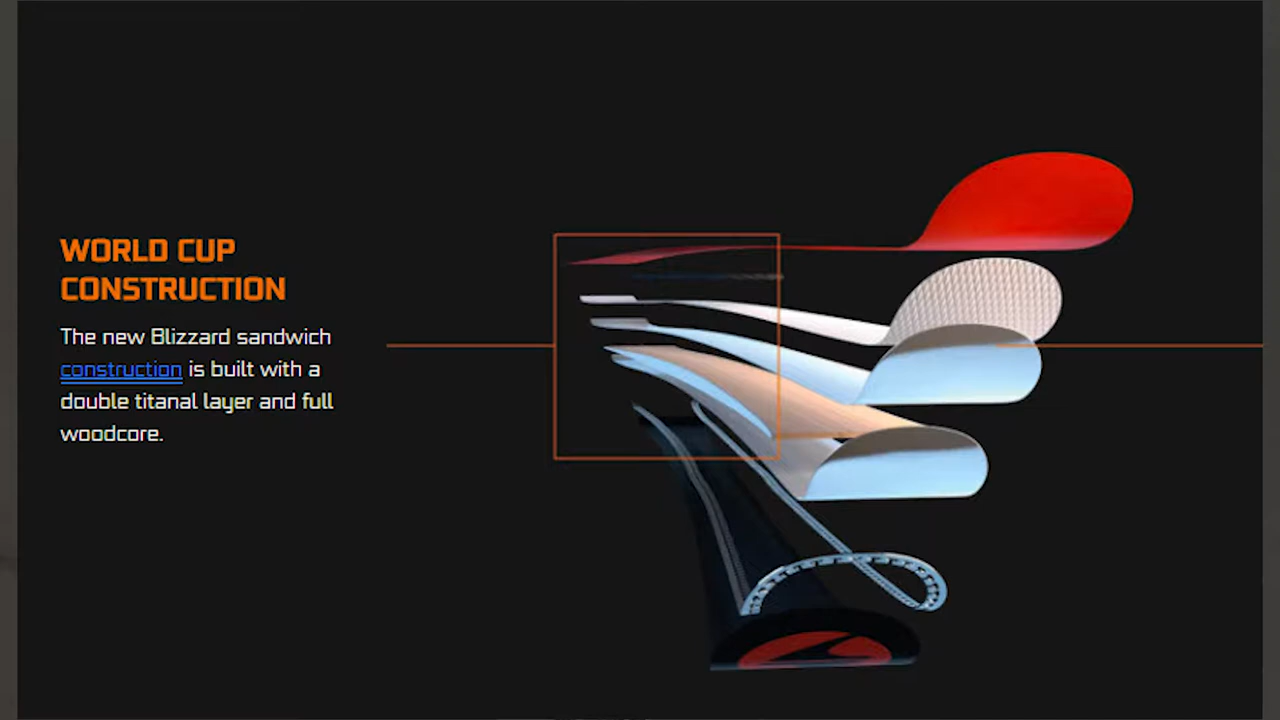 WORLD CUP
CONSTRUCTION
The new Blizzard sandwich
construction is built with a
double titanal layer and full
woodcore.